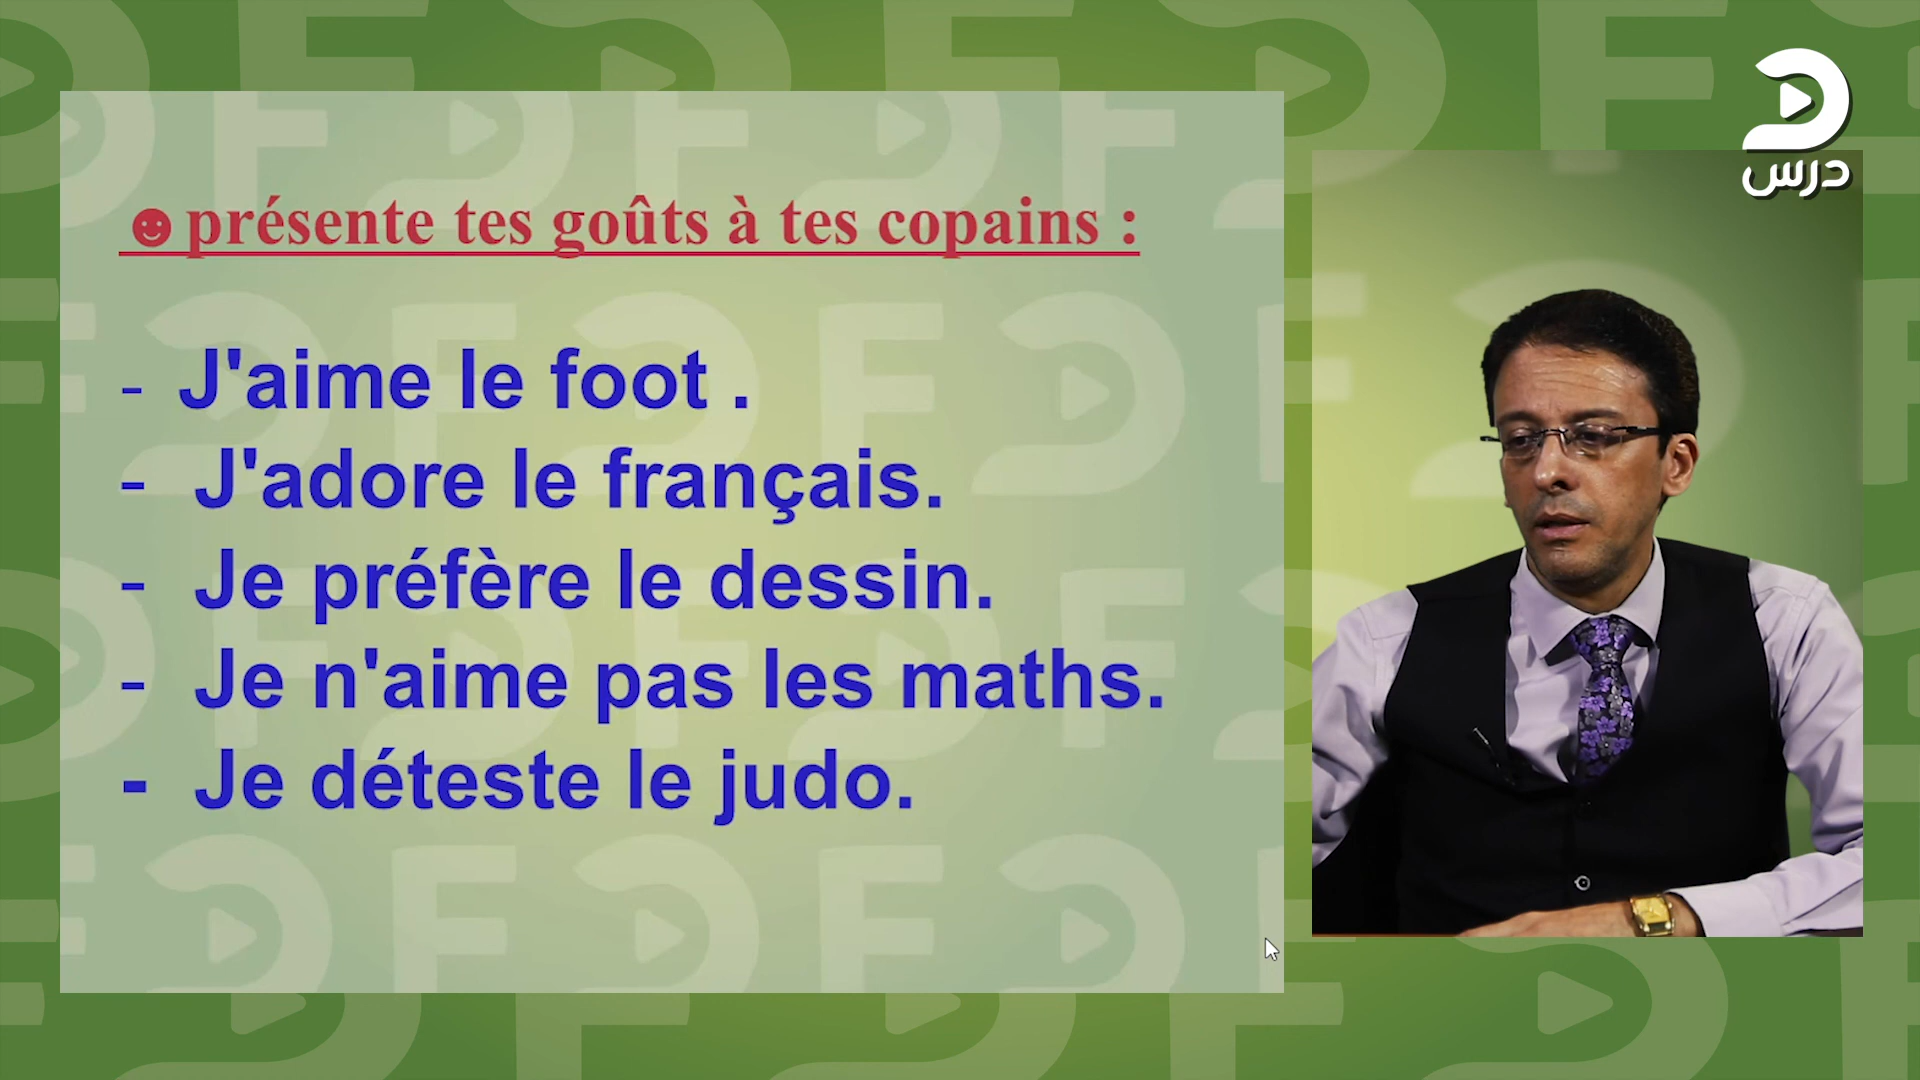 ☻présente tes goûts à tes copains :
- J'aime le foot .
- J'adore le français.
- Je préfère le dessin.
- Je n'aime pas les maths.
- Je déteste le judo.
درس